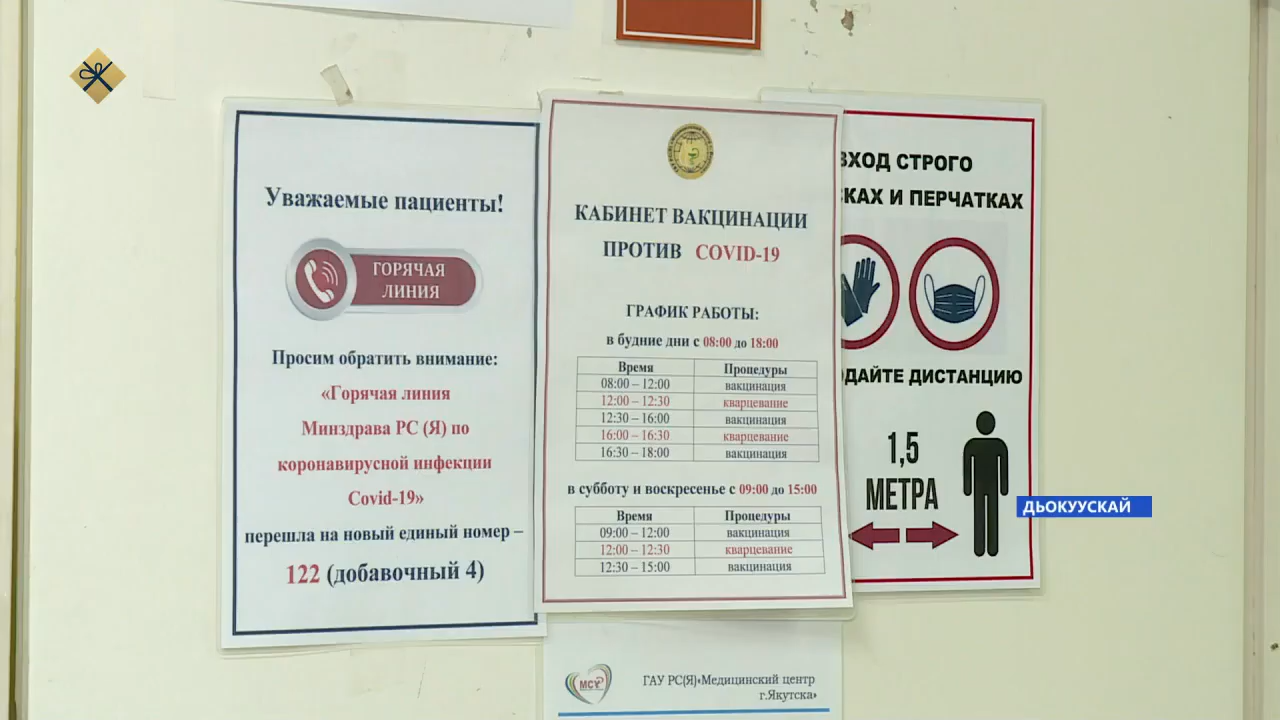 Уважаемые пациенты!
ГОРЯЧАЯ
ЛИНИЯ
Просим обратить внимание:
«Горячая линия
Минздрава РС (Я) по
коронавирусной инфекции
Covid-19»
перешла на новый единый номер –
122 (добавочный 4)
КАБИНЕТ ВАКЦИНАЦИИ
ПРОТИВ COVID-19
ГРАФИК РАБОТЫ:
в будние дни с 08:00 до 18:00
Время Процедуры
08:00 – 12:00 вакцинация
12:00 – 12:30 кварцевание
12:30 – 16:00 вакцинация
16:00 – 16:30 кварцевание
16:30 – 18:00 вакцинация
в субботу и воскресенье с 09:00 до 15:00
Время Процедуры
09:00 – 12:00 вакцинация
12:00 – 12:30 кварцевание
12:30 – 15:00 вакцинация
ВХОД СТРОГО
СКАХ И ПЕРЧАТКАХ
ДАЙТЕ ДИСТАНЦИЮ
1,5
МЕТРА
ДЬОКУУСКАЙ
ГАУ РС(Я)«Медицинский центр
г.Якутска»